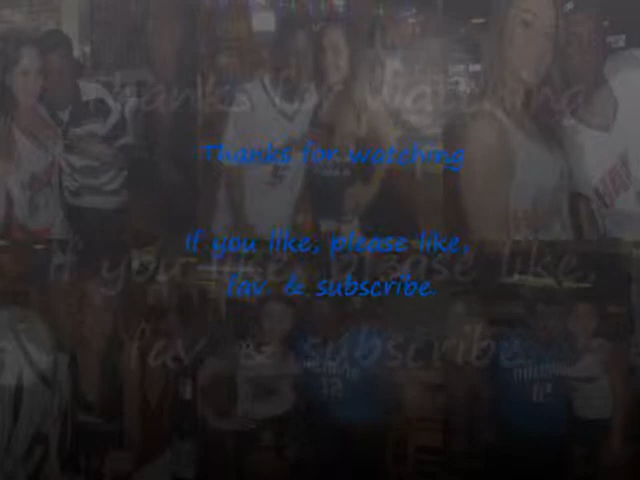 Thanks for watching
If you like, please like,
fav. & subscribe.